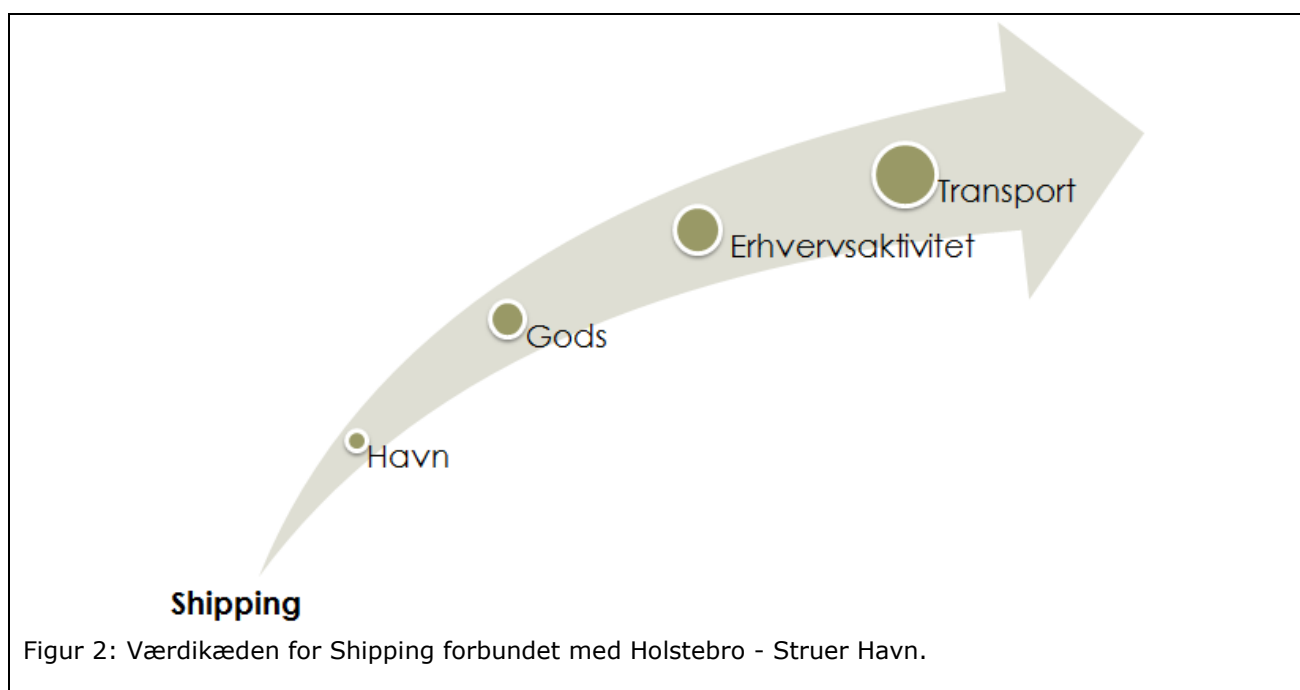 Transport
Erhvervsaktivitet
Gods
Havn
Shipping
Figur 2: Værdikæden for Shipping forbundet med Holstebro - Struer Havn.